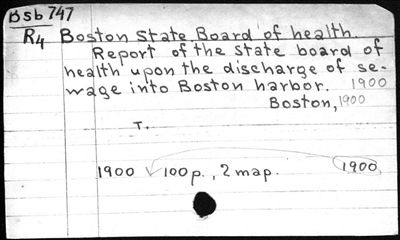 Bsb 747
R4 Boston State Board of health.
Report of the state board of
health upon the discharge of se-
wage into Boston harbor. 1900
Boston, 1900
T.
1900 100p., 2 map. 1900